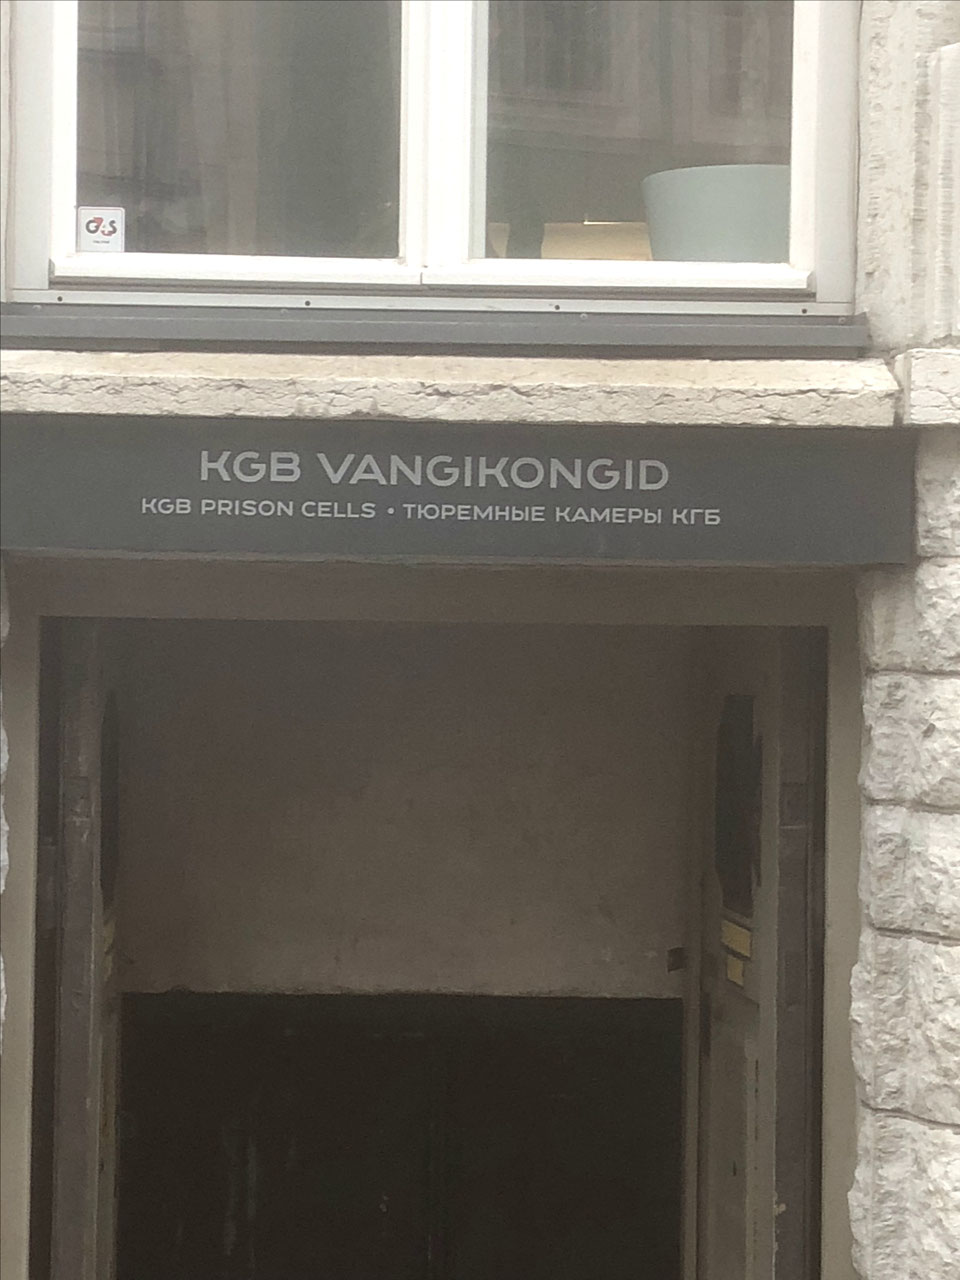 G4S
KGB VANGIKONGID
KGB PRISON CELLS • ТЮРЕМНЫЕ КАМЕРЫ КГБ